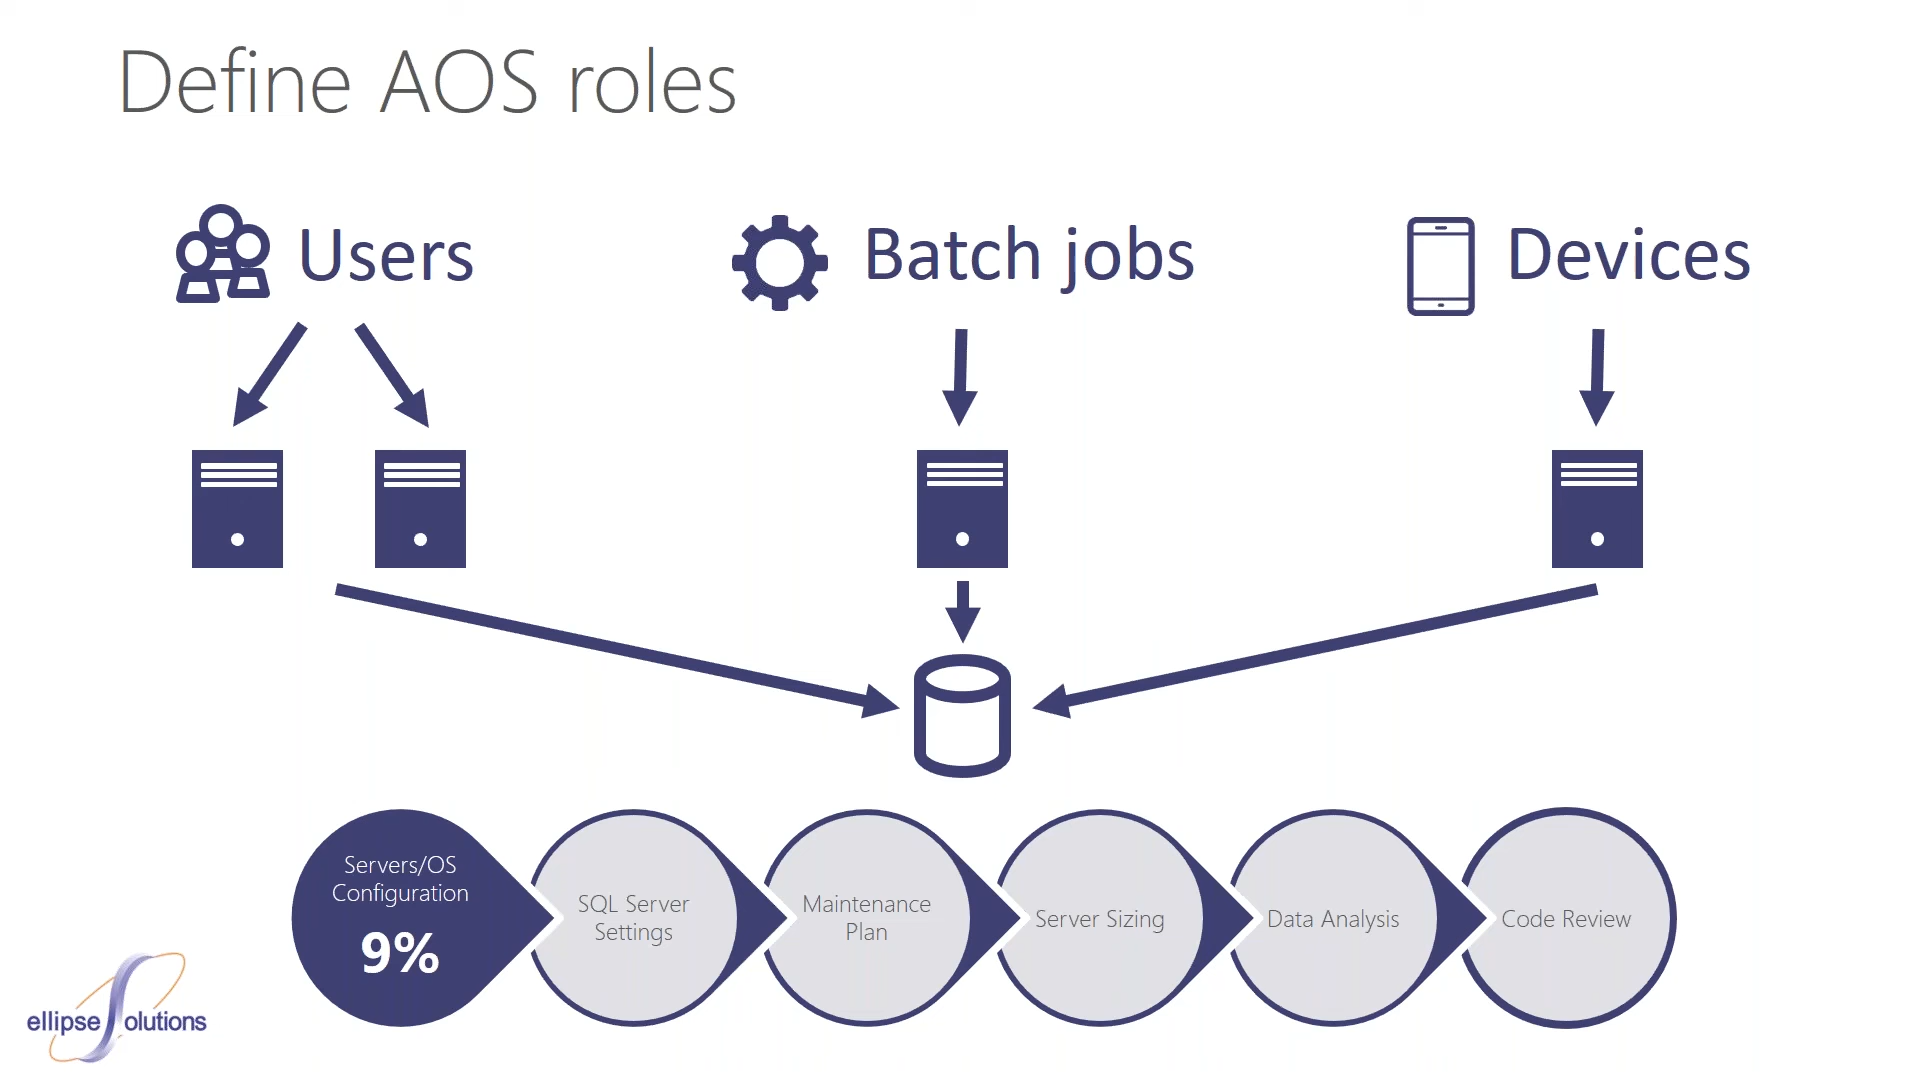 Define AOS roles
Users
Batch jobs
Devices
Servers/OS
Configuration
9%
SQL Server
Settings
Maintenance
Plan
Server Sizing
Data Analysis
Code Review
ellipse Solutions